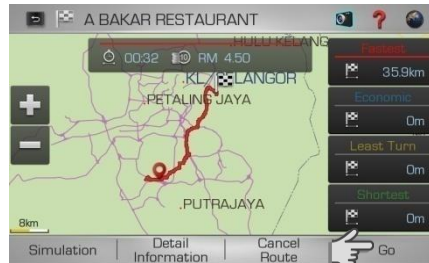 A BAKAR RESTAURANT
?
.HULU KELANG
00:32 RM 4.50
.KL
LANGOR
.PETALING JAYA
.PUTRAJAYA
8km
Fastest
35.9km
Economic
0m
Least Turn
0m
Shortest
0m
Simulation
Detail
Information
Cancel
Route
Go